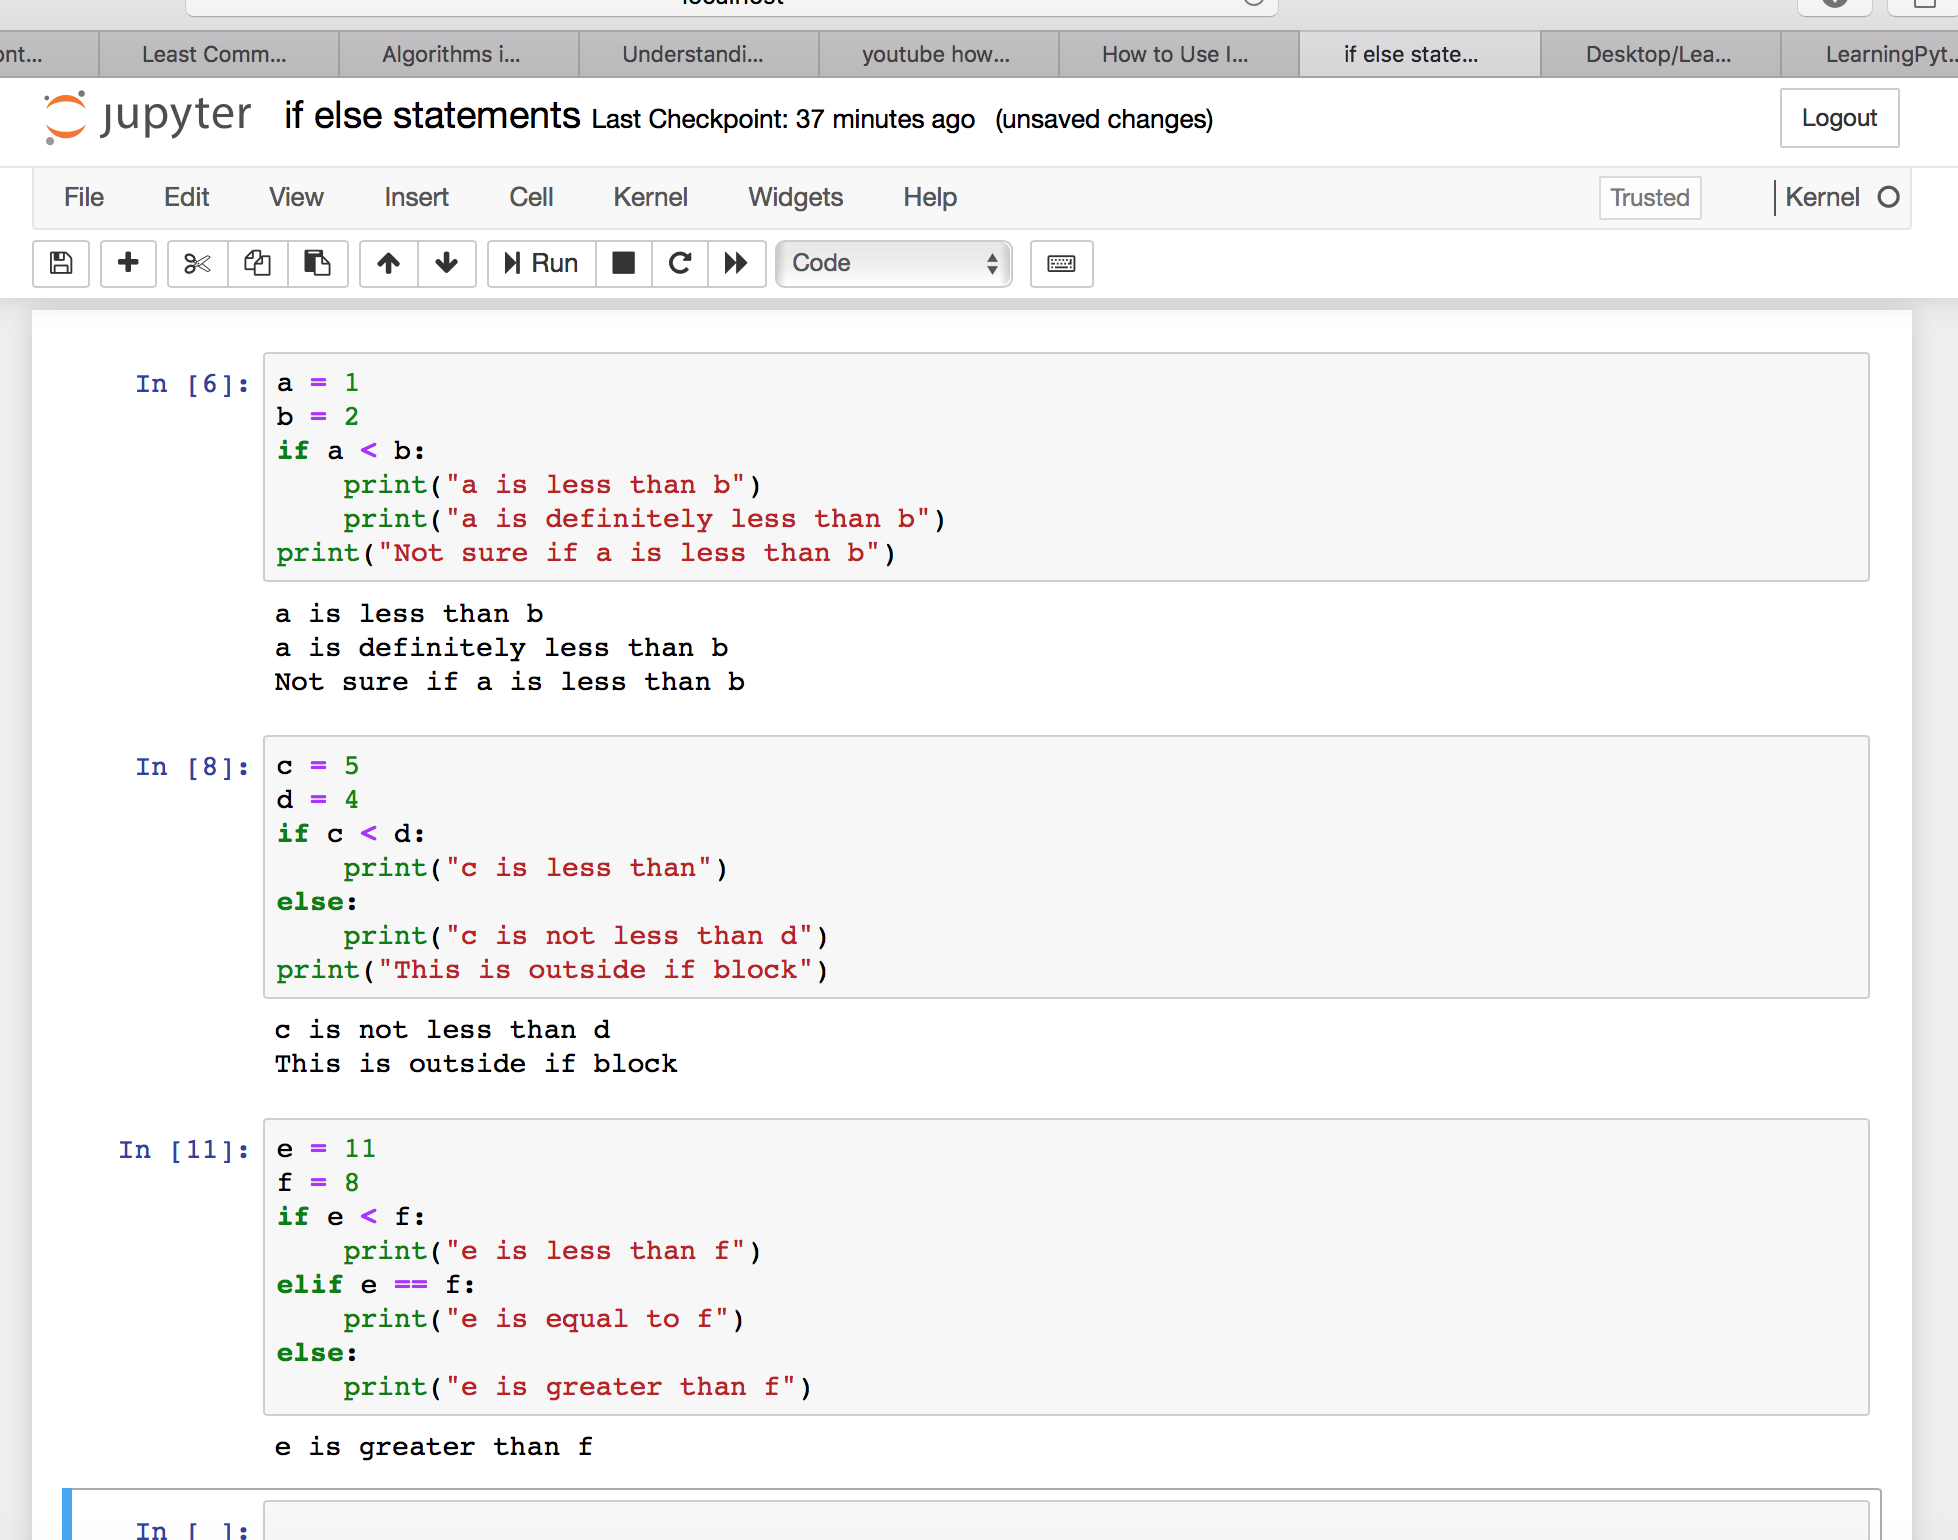 localhost
ont...
Least Comm...
Algorithms i...
Understandi...
youtube how...
How to Use I...
if else state...
Desktop/Lea...
LearningPyt...
jupyter if else statements Last Checkpoint: 37 minutes ago (unsaved changes)
Logout
File Edit View Insert Cell Kernel Widgets Help
Trusted
Kernel
Run
Code
In [6]:
a = 1
b = 2
if a < b:
    print("a is less than b")
    print("a is definitely less than b")
print("Not sure if a is less than b")
a is less than b
a is definitely less than b
Not sure if a is less than b
In [8]:
c = 5
d = 4
if c < d:
    print("c is less than")
else:
    print("c is not less than d")
print("This is outside if block")
c is not less than d
This is outside if block
In [11]:
e = 11
f = 8
if e < f:
    print("e is less than f")
elif e == f:
    print("e is equal to f")
else:
    print("e is greater than f")
e is greater than f
In [ ]: